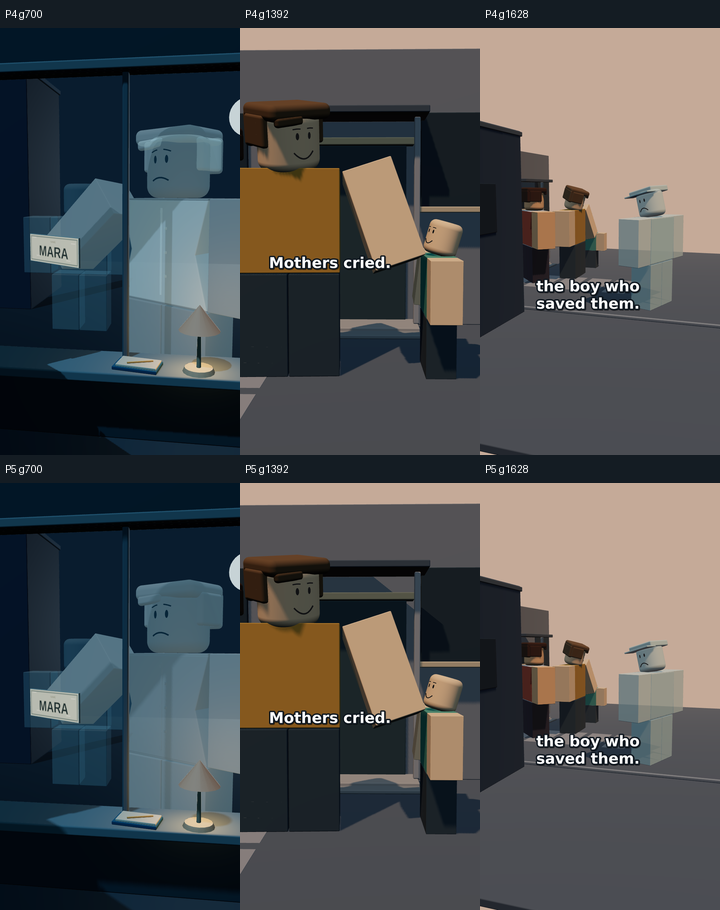 P4 g700
P4 g1392
P4 g1628
MARA
Mothers cried.
the boy who
saved them.
P5 g700
P5 g1392
P5 g1628
MARA
Mothers cried.
the boy who
saved them.